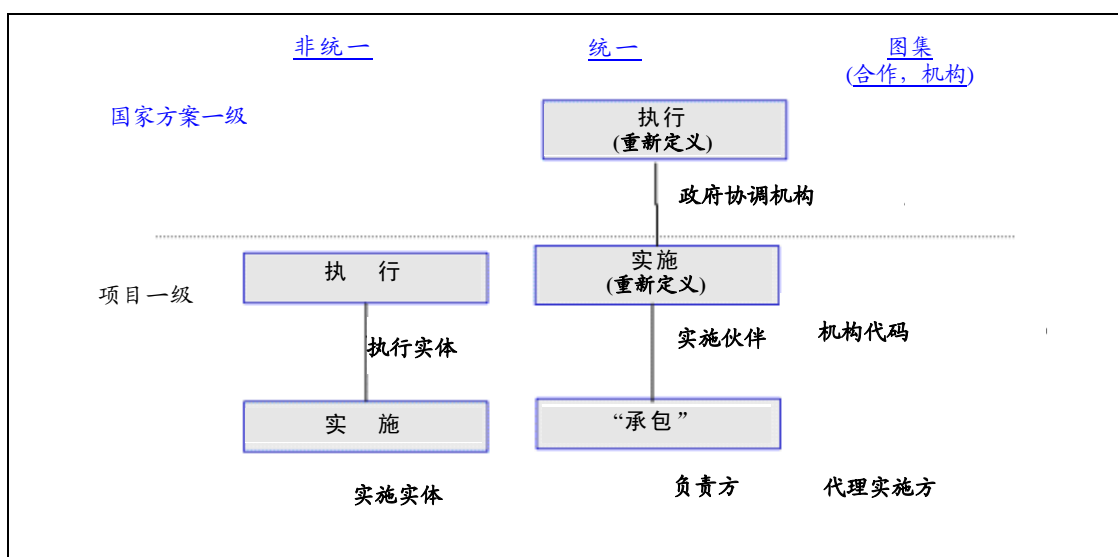 非统一 统一 图集
(合作，机构)
国家方案一级
执行
(重新定义)
政府协调机构
执 行
实施
(重新定义)
项目一级
执行实体
实施伙伴 机构代码
实 施
“承包”
实施实体
负责方 代理实施方